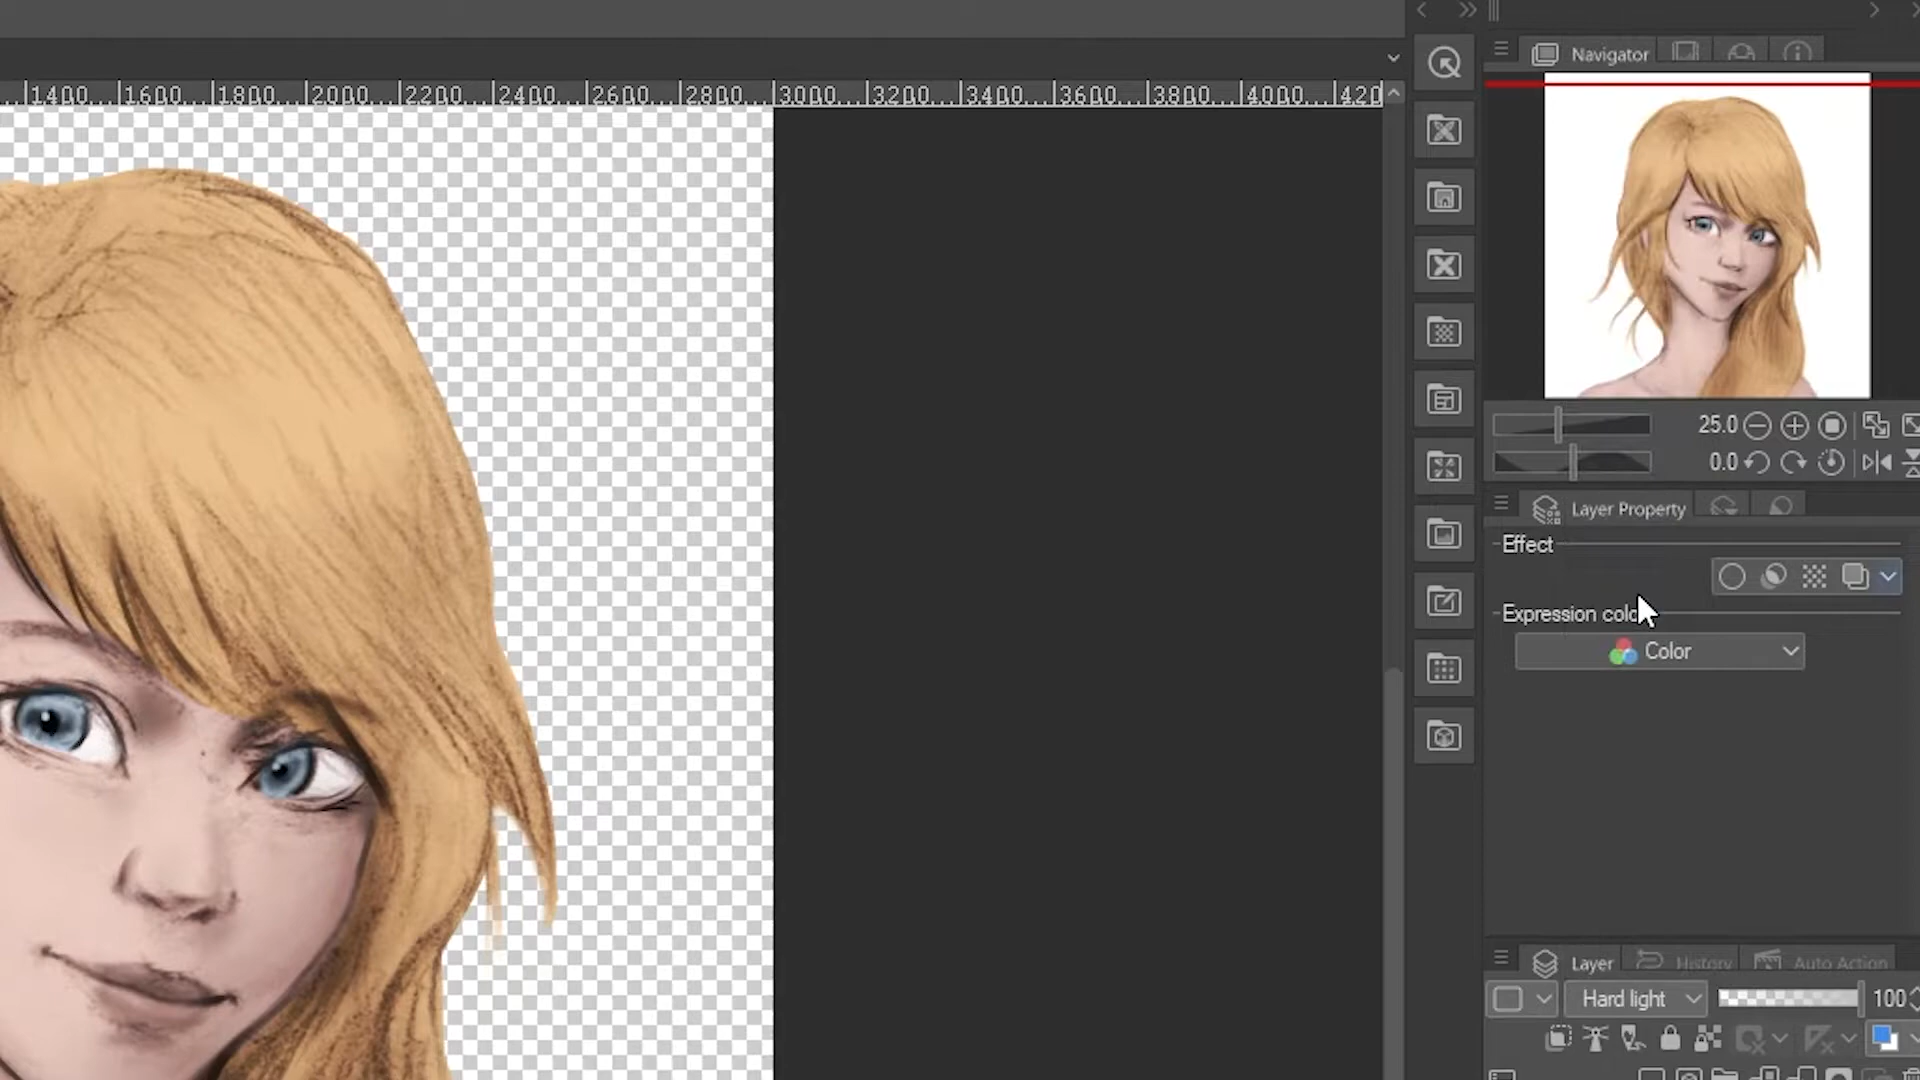 1400 1600 1800 2000 2200 2400 2600 2800 3000 3200 3400 3600 3800 4000 420
Navigator
25.0
0.0
Layer Property
Effect
Expression colo
Color
Layer History Auto Action
Hard light 100